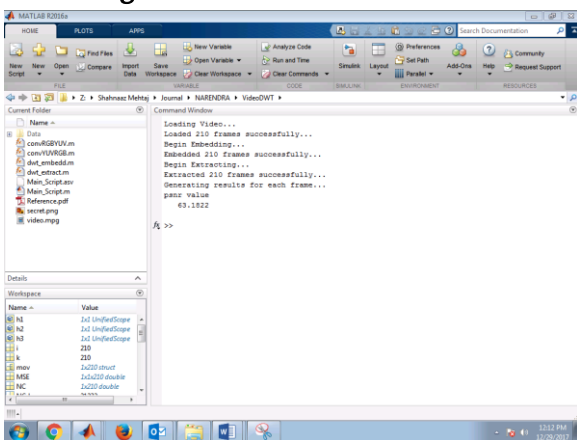 MATLAB R2016a
HOME PLOTS APPS Search Documentation
New Script New Open Find Files Compare Import Data Save Workspace New Variable Open Variable Clear Workspace Analyze Code Run and Time Clear Commands Simulink Layout Preferences Set Path Parallel Add-Ons Help Community Request Support
FILE VARIABLE CODE SIMULINK ENVIRONMENT RESOURCES
Z: Shahnaaz Mehtaj Journal NARENDRA VideoDWT
Current Folder
Name
Data
convRGBYUV.m
convYUVRGB.m
dwt_embedd.m
dwt_extract.m
Main_Script.asv
Main_Script.m
Reference.pdf
secret.png
video.mpg
Details
Workspace
Name Value
h1 1x1 UnifiedScope
h2 1x1 UnifiedScope
h3 1x1 UnifiedScope
i 210
k 210
mov 1x210 struct
MSE 1x1x210 double
NC 1x210 double
Command Window
Loading Video...
Loaded 210 frames successfully...
Begin Embedding...
Embedded 210 frames successfully...
Begin Extracting...
Extracted 210 frames successfully...
Generating results for each frame...
psnr value
63.1822
fx >>
12:12 PM
12/29/2017